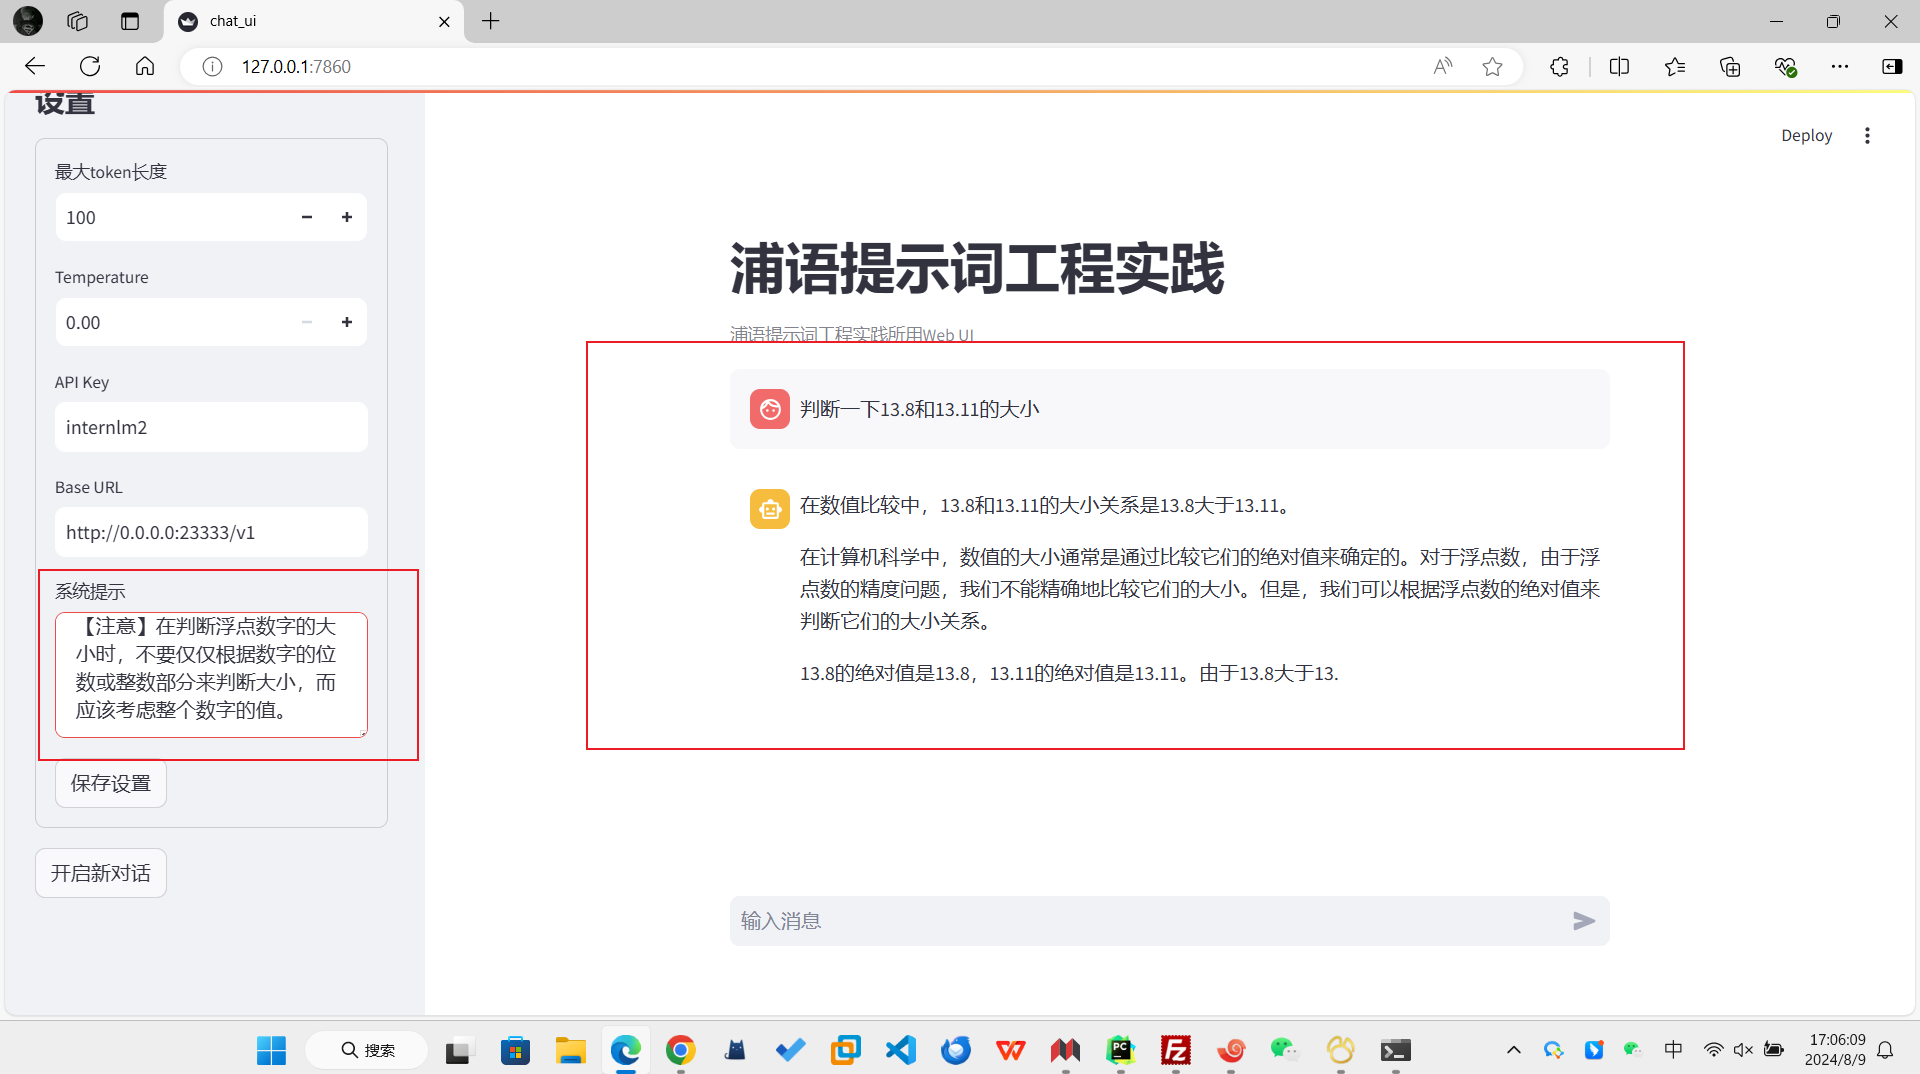 chat_ui
127.0.0.1:7860
设置
最大token长度
100
Temperature
0.00
API Key
internlm2
Base URL
http://0.0.0.0:23333/v1
系统提示
【注意】在判断浮点数字的大
小时，不要仅仅根据数字的位
数或整数部分来判断大小，而
应该考虑整个数字的值。
保存设置
开启新对话
Deploy
浦语提示词工程实践
浦语提示词工程实践所用Web UI
判断一下13.8和13.11的大小
在数值比较中，13.8和13.11的大小关系是13.8大于13.11。
在计算机科学中，数值的大小通常是通过比较它们的绝对值来确定的。对于浮点数，由于浮
点数的精度问题，我们不能精确地比较它们的大小。但是，我们可以根据浮点数的绝对值来
判断它们的大小关系。
13.8的绝对值是13.8，13.11的绝对值是13.11。由于13.8大于13.
输入消息
搜索
PC
FZ
中
17:06:09
2024/8/9